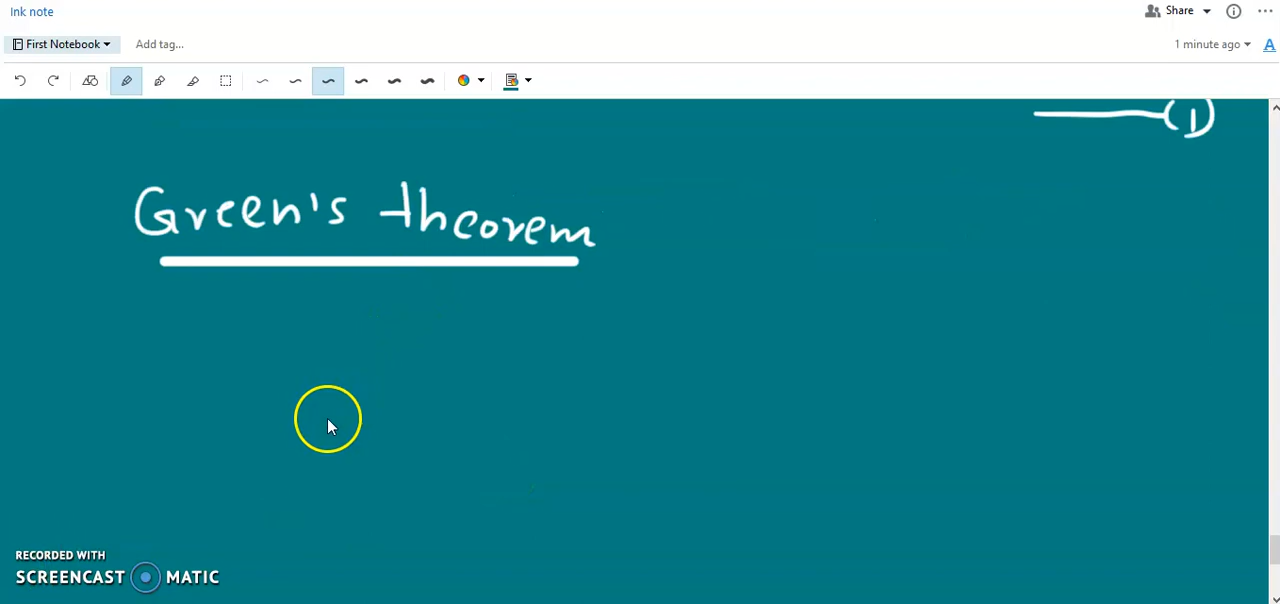 Ink note
Share
First Notebook
Add tag...
1 minute ago
A
1
Green's theorem
RECORDED WITH
SCREENCAST MATIC